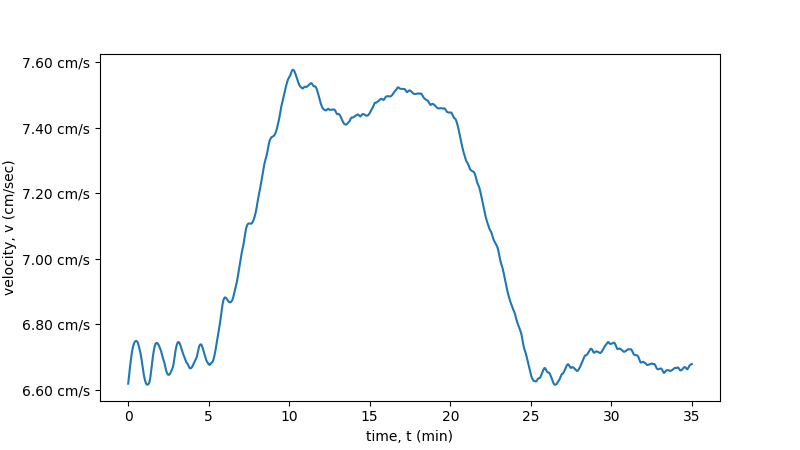 velocity, v (cm/sec)
7.60 cm/s
7.40 cm/s
7.20 cm/s
7.00 cm/s
6.80 cm/s
6.60 cm/s
0 5 10 15 20 25 30 35
time, t (min)